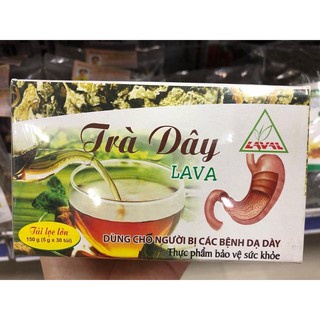 Trà Dây
LAVA
LAVAL
Túi lọc lớn
150 g (5 g x 30 túi)
DÙNG CHO NGƯỜI BỊ CÁC BỆNH DẠ DÀY
Thực phẩm bảo vệ sức khỏe